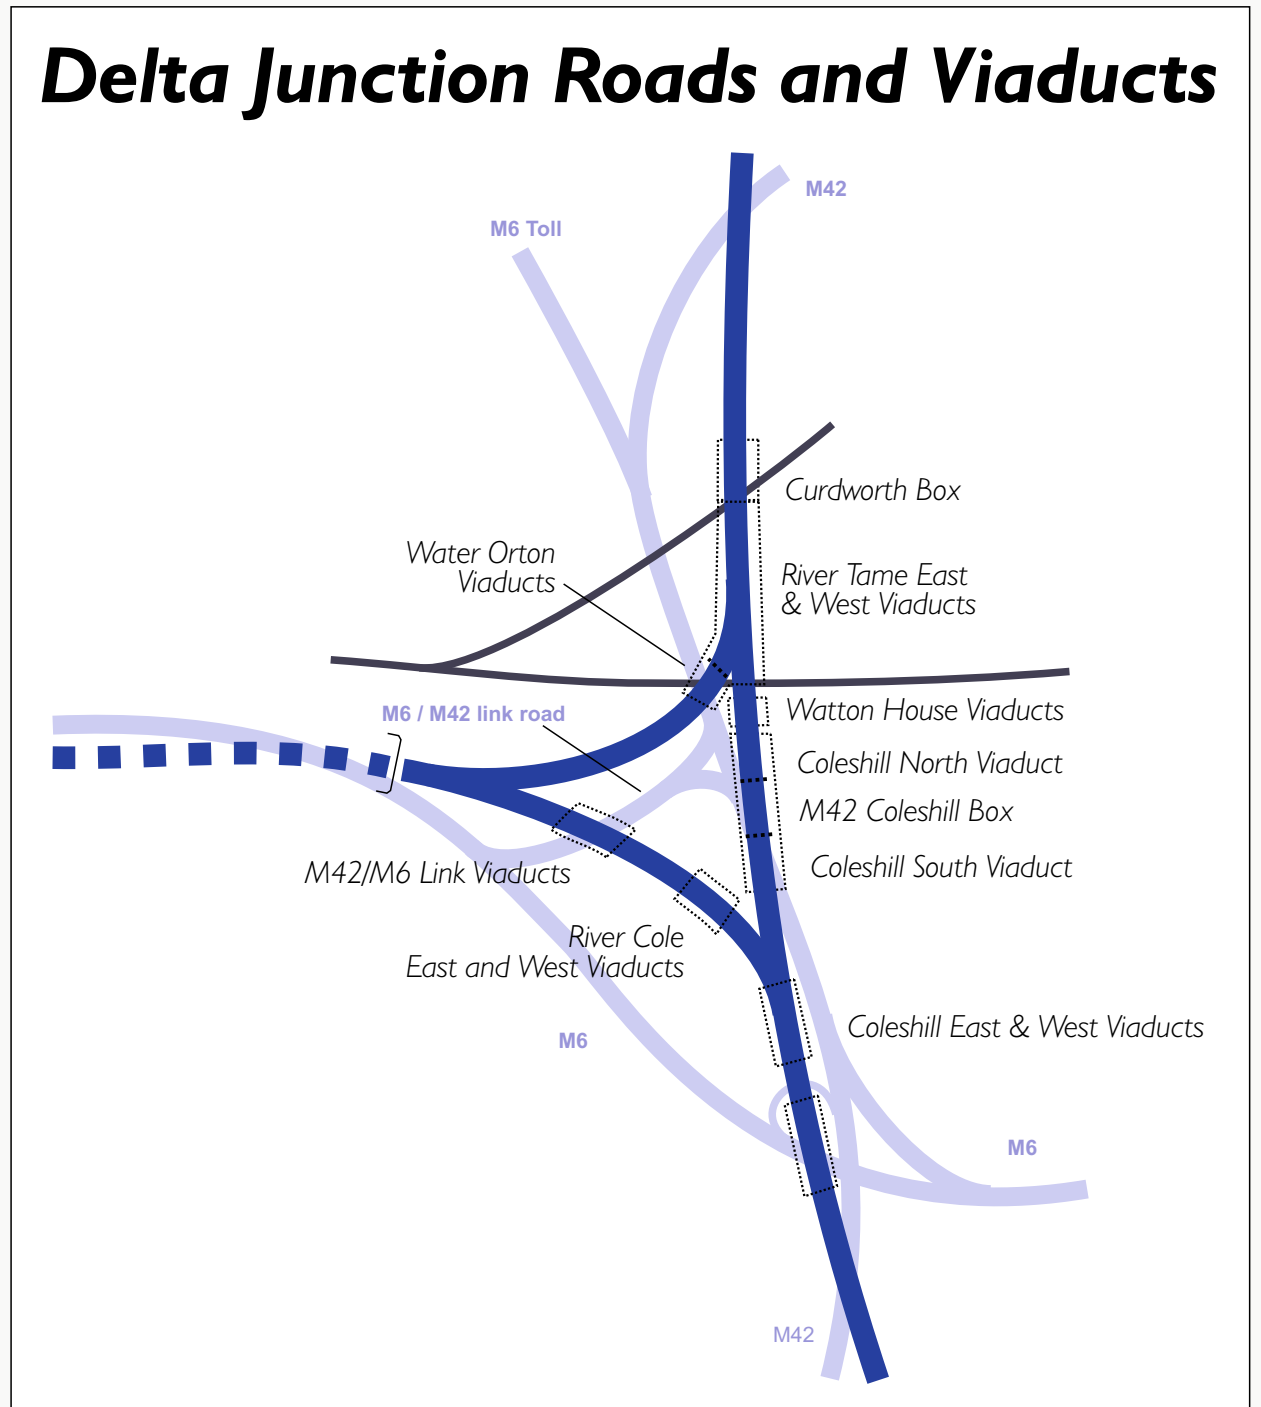 Delta Junction Roads and Viaducts
M42
M6 Toll
Curdworth Box
Water Orton
Viaducts
River Tame East
& West Viaducts
M6 / M42 link road
Watton House Viaducts
Coleshill North Viaduct
M42 Coleshill Box
Coleshill South Viaduct
M42/M6 Link Viaducts
River Cole
East and West Viaducts
Coleshill East & West Viaducts
M6
M6
M42